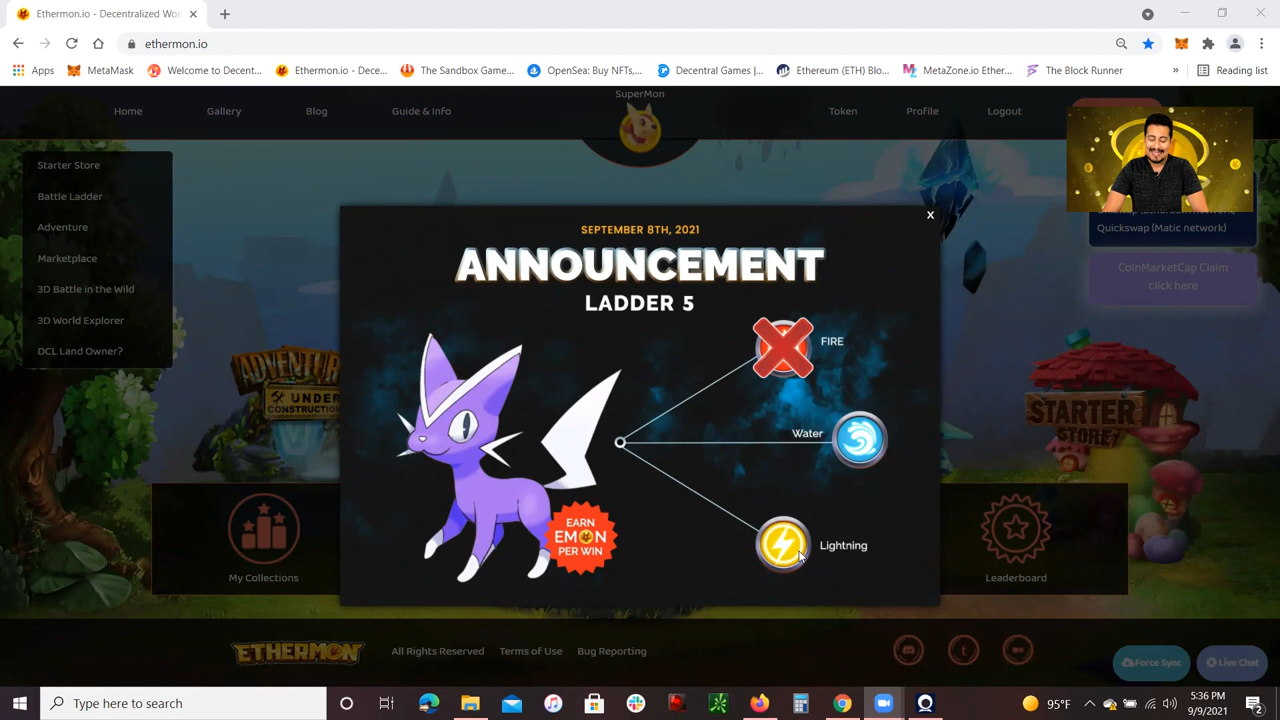 Ethermon.io - Decentralized Wor
ethermon.io
Apps
MetaMask
Welcome to Decent...
Ethermon.io - Dece...
The Sandbox Game...
OpenSea: Buy NFTs,...
Decentral Games |...
Ethereum (ETH) Blo...
MetaZone.io Ether...
The Block Runner
»
Reading list
Home
Gallery
Blog
Guide & Info
SuperMon
Token
Profile
Logout
Starter Store
Battle Ladder
Adventure
Marketplace
3D Battle in the Wild
3D World Explorer
DCL Land Owner?
Quickswap (Matic network)
CoinMarketCap Claim
click here
X
SEPTEMBER 8TH, 2021
ANNOUNCEMENT
LADDER 5
FIRE
Water
Lightning
EARN
EMON
PER WIN
ADVENTURE
UNDER
CONSTRUCTION
STARTER
STORE
My Collections
Leaderboard
ETHERMON
All Rights Reserved
Terms of Use
Bug Reporting
Force Sync
Live Chat
Type here to search
95°F
5:36 PM
9/9/2021
2